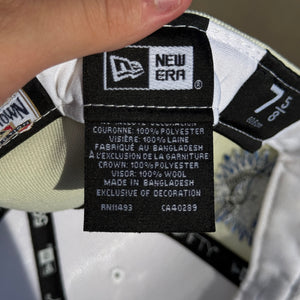 NEW
ERA®
7 5/8
COURONNE: 100% POLYESTER
VISIÈRE: 100% LAINE
FABRIQUÉ AU BANGLADESH
À L'EXCLUSION DE LA GARNITURE
CROWN: 100% POLYESTER
VISOR: 100% WOOL
MADE IN BANGLADESH
EXCLUSIVE OF DECORATION
RN11493 CA40289